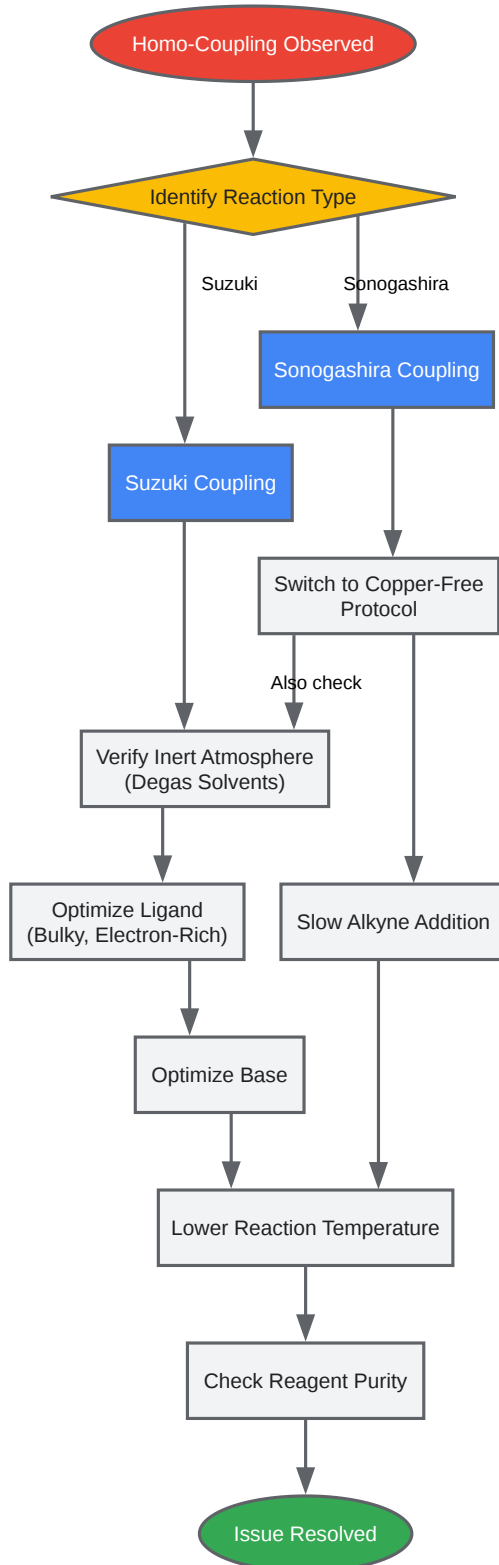 Homo-Coupling Observed
Identify Reaction Type
Suzuki
Sonogashira
Sonogashira Coupling
Suzuki Coupling
Switch to Copper-Free
Protocol
Also check
Verify Inert Atmosphere
(Degas Solvents)
Optimize Ligand
(Bulky, Electron-Rich)
Slow Alkyne Addition
Optimize Base
Lower Reaction Temperature
Check Reagent Purity
Issue Resolved